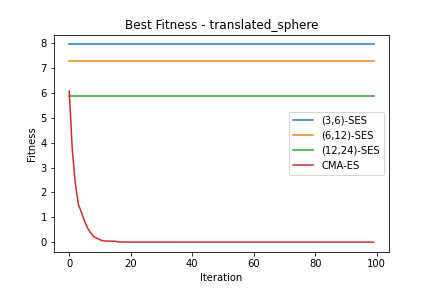 Best Fitness - translated_sphere
8
7
6
5
4
3
2
1
0
Fitness
(3,6)-SES
(6,12)-SES
(12,24)-SES
CMA-ES
0 20 40 60 80 100
Iteration